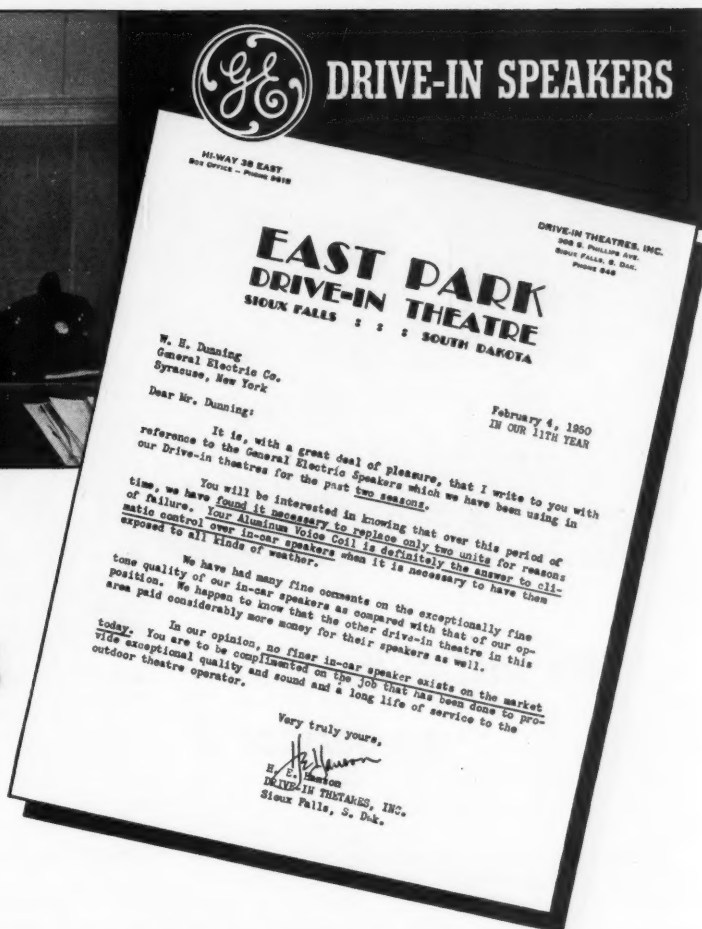 GE DRIVE-IN SPEAKERS
HI-WAY 38 EAST
BOX OFFICE — PHONE 9619
DRIVE-IN THEATRES, INC.
308 S. PHILLIPS AVE.
SIOUX FALLS, S. DAK.
PHONE 846
EAST PARK
DRIVE-IN THEATRE
SIOUX FALLS : : : SOUTH DAKOTA
W. H. Dunning
General Electric Co.
Syracuse, New York
February 4, 1950
IN OUR 11TH YEAR
Dear Mr. Dunning:
It is, with a great deal of pleasure, that I write to you with
reference to the General Electric Speakers which we have been using in
our Drive-in theatres for the past two seasons.
You will be interested in knowing that over this period of
time, we have found it necessary to replace only two units for reasons
of failure. Your Aluminum Voice Coil is definitely the answer to cli-
matic control over in-car speakers when it is necessary to have them
exposed to all kinds of weather.
We have had many fine comments on the exceptionally fine
tone quality of our in-car speakers as compared with that of our op-
position. We happen to know that the other drive-in theatre in this
area paid considerably more money for their speakers as well.
In our opinion, no finer in-car speaker exists on the market
today. You are to be complimented on the job that has been done to pro-
vide exceptional quality and sound and a long life of service to the
outdoor theatre operator.
Very truly yours,
H E Hanson
H. E. Hanson
DRIVE-IN THETARES, INC.
Sioux Falls, S. Dak.